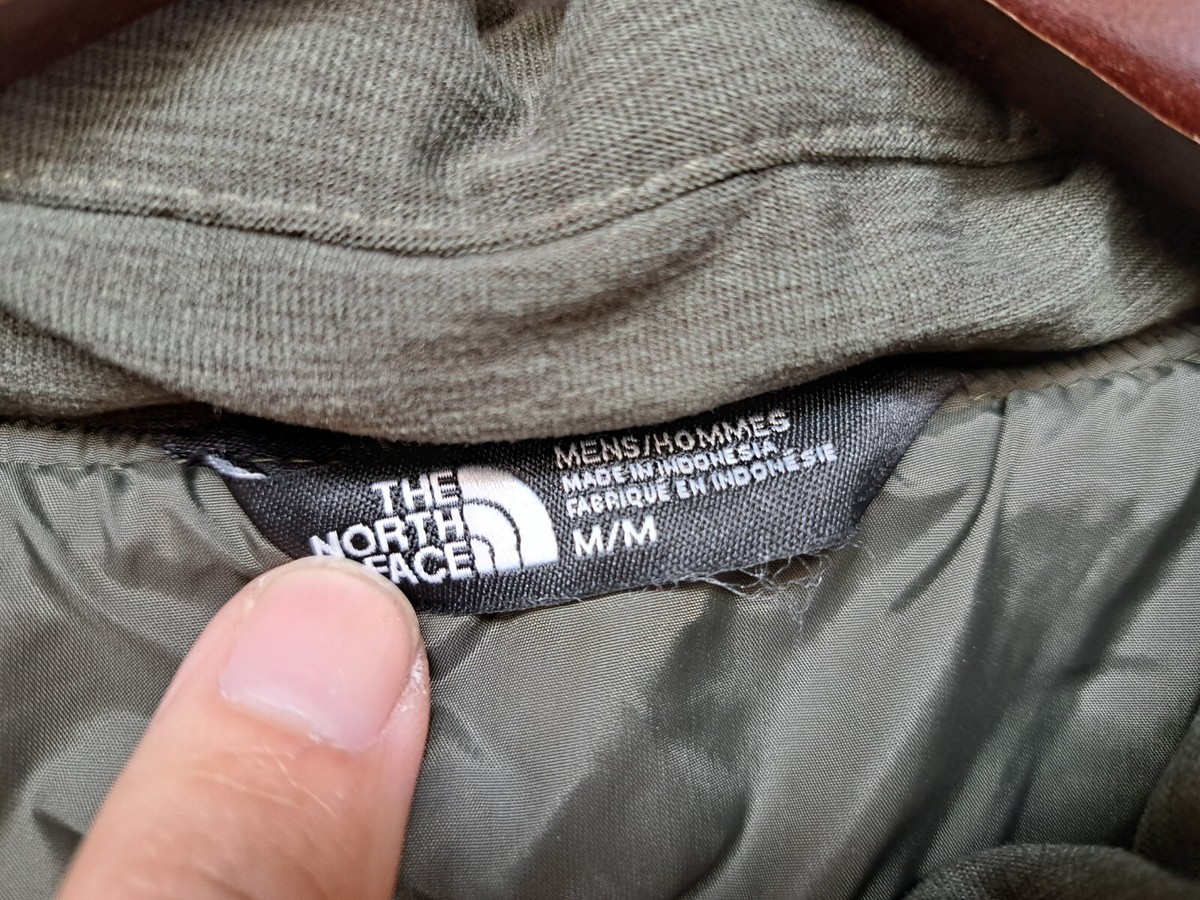 THE
NORTH
FACE
MENS/HOMMES
MADE IN INDONESIA
FABRIQUÉ EN INDONÉSIE
M/M